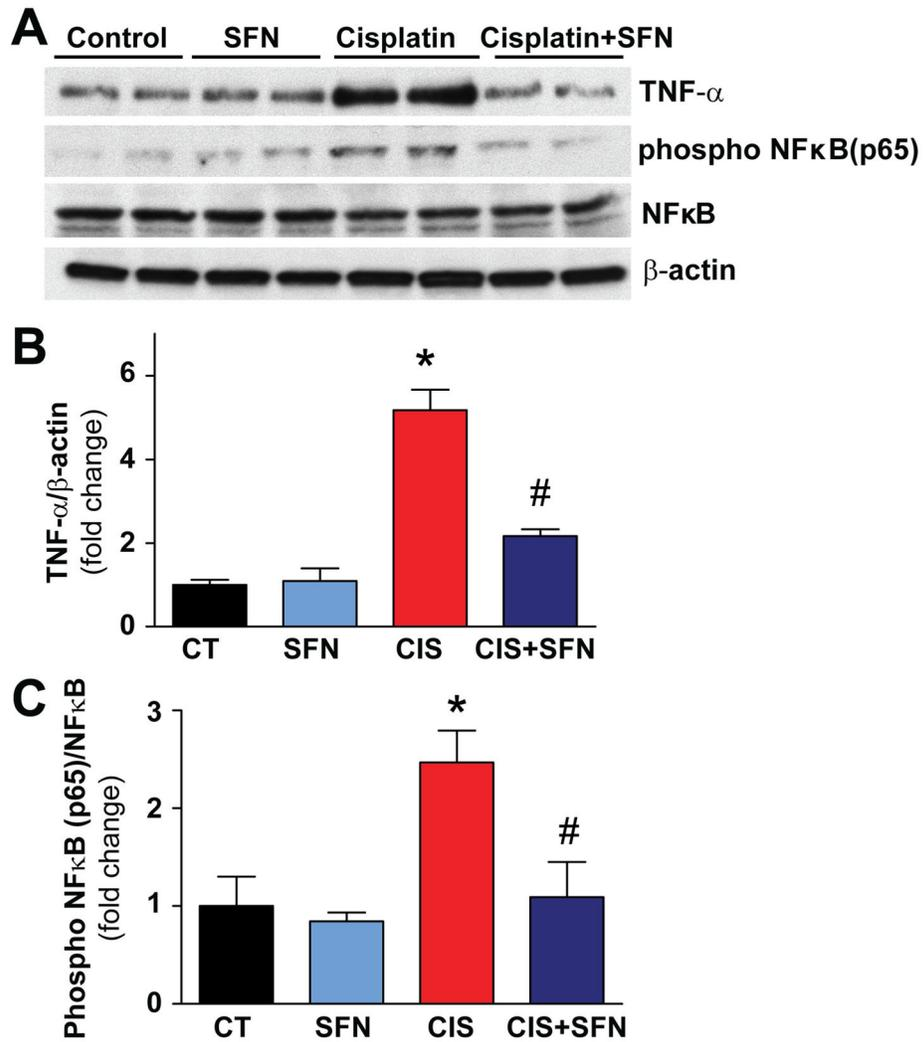 A
Control SFN Cisplatin Cisplatin+SFN
TNF-α
phospho NFκB(p65)
NFκB
β-actin
B
TNF-α/β-actin
(fold change)
6
4
2
0
*
#
CT SFN CIS CIS+SFN
C
Phospho NFκB (p65)/NFκB
(fold change)
3
2
1
0
*
#
CT SFN CIS CIS+SFN